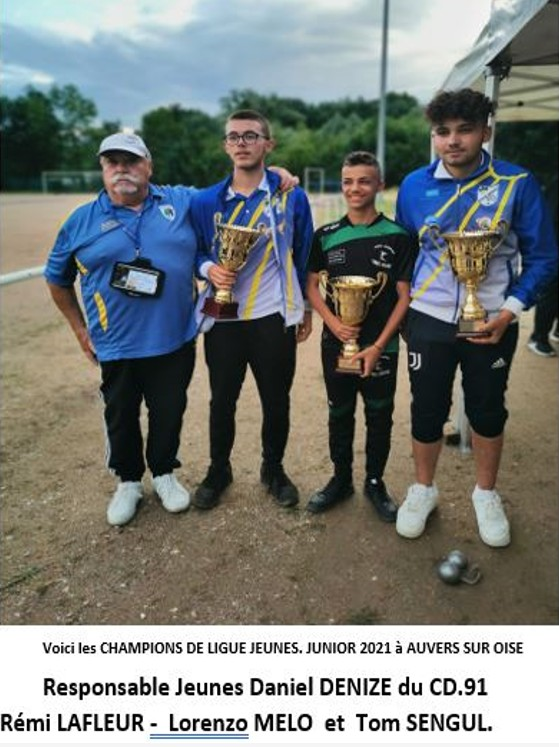 Voici les CHAMPIONS DE LIGUE JEUNES. JUNIOR 2021 à AUVERS SUR OISE
Responsable Jeunes Daniel DENIZE du CD.91
Rémi LAFLEUR - Lorenzo MELO et Tom SENGUL.